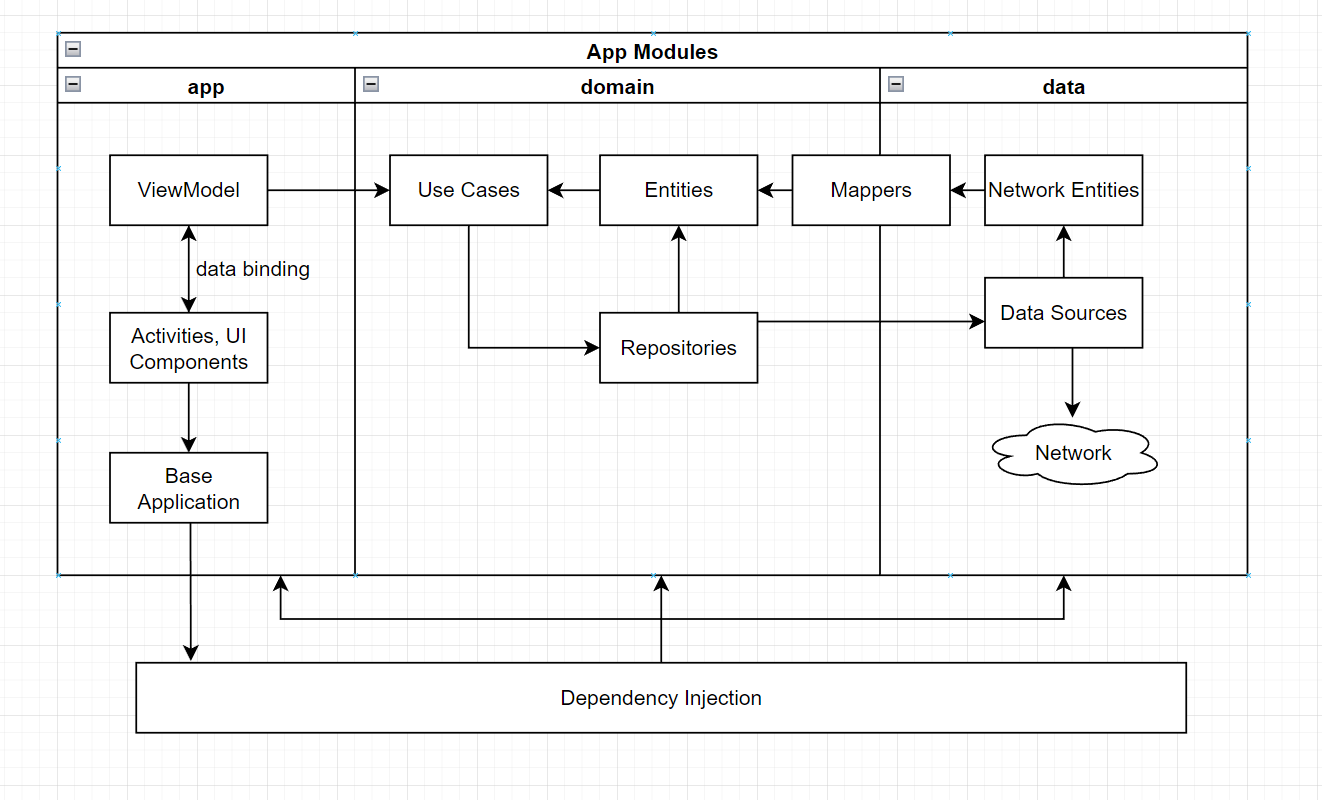 App Modules
app
domain
data
ViewModel
Use Cases
Entities
Mappers
Network Entities
data binding
Activities, UI
Components
Repositories
Data Sources
Network
Base
Application
Dependency Injection